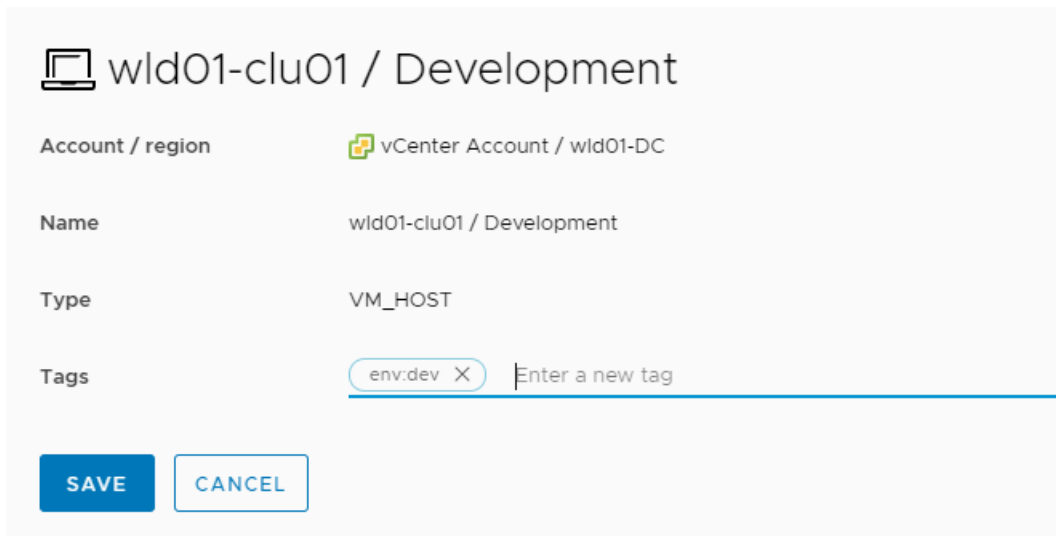 wld01-clu01 / Development
Account / region vCenter Account / wld01-DC
Name wld01-clu01 / Development
Type VM_HOST
Tags env:dev Enter a new tag
SAVE CANCEL